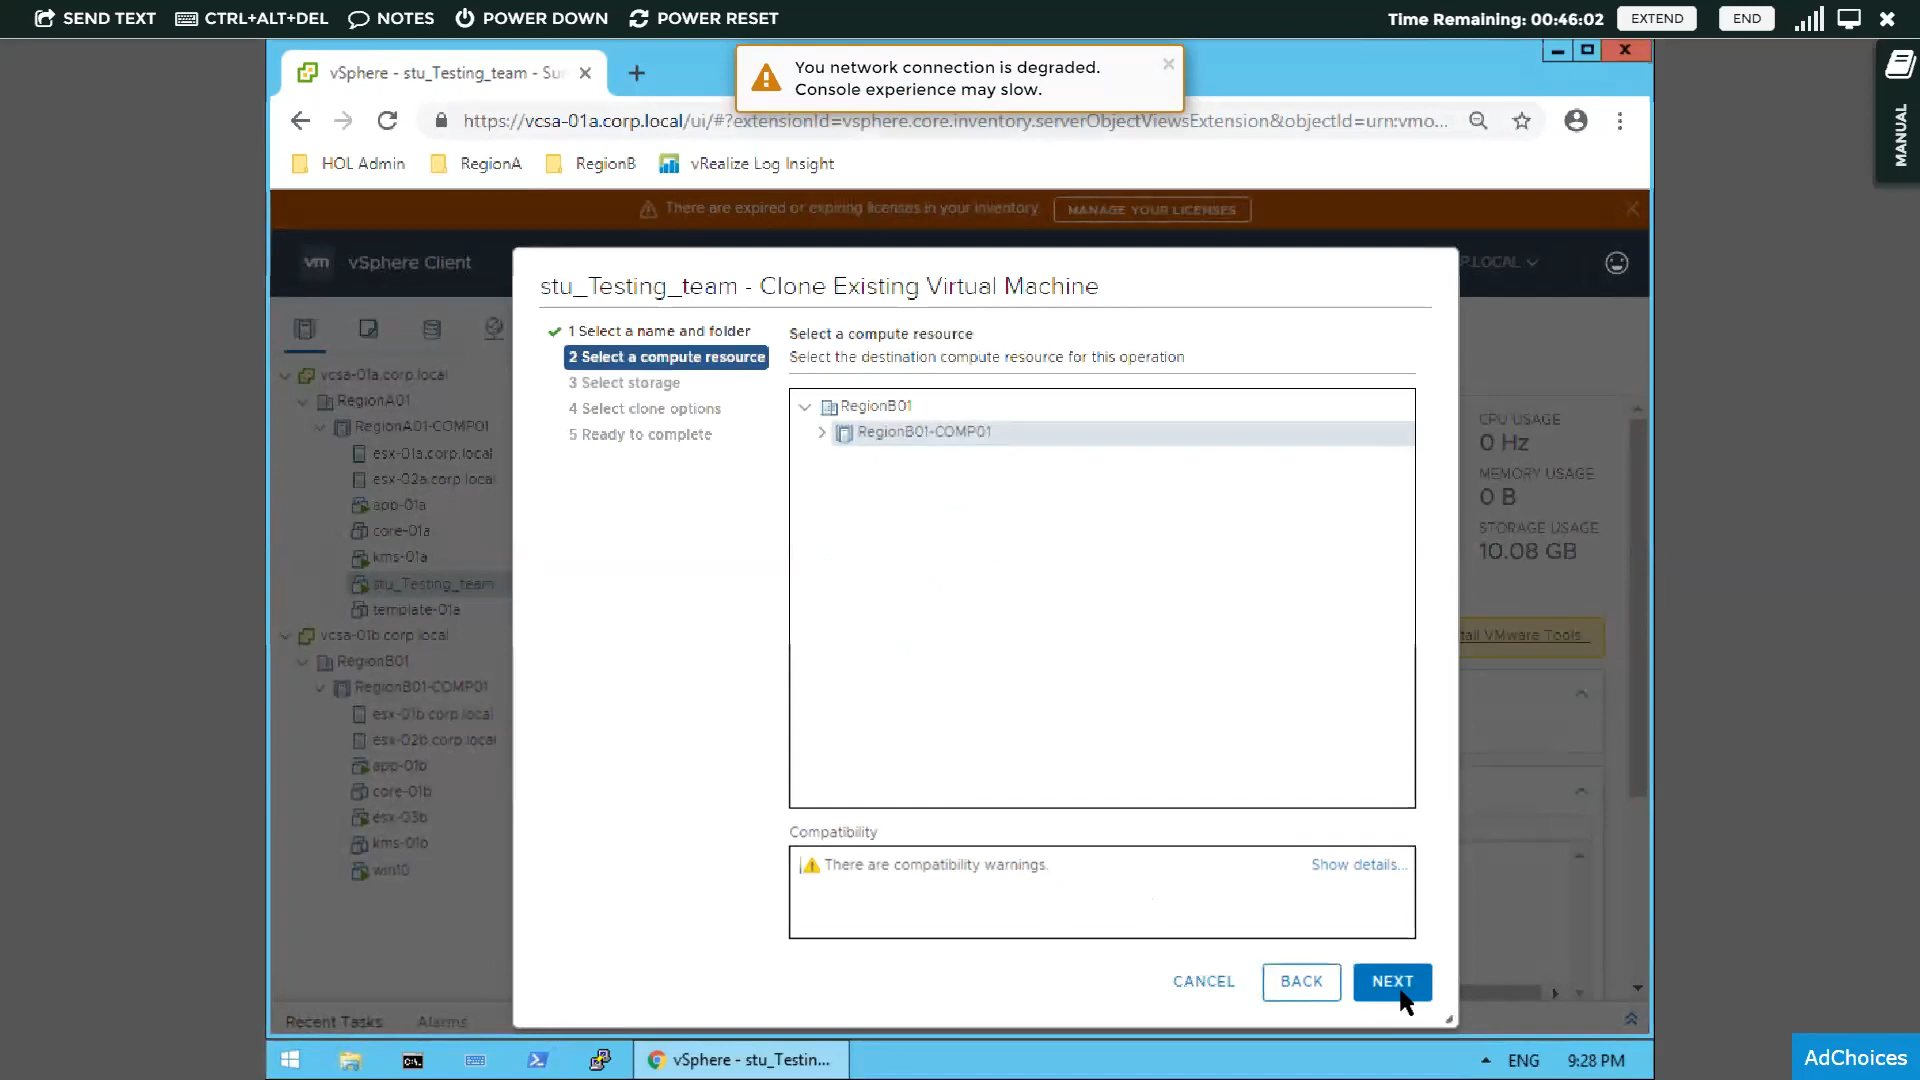 SEND TEXT CTRL+ALT+DEL NOTES POWER DOWN POWER RESET Time Remaining: 00:46:02 EXTEND END
vSphere - stu_Testing_team - Su
You network connection is degraded.
Console experience may slow.
https://vcsa-01a.corp.local/ui/#?extensionId=vsphere.core.inventory.serverObjectViewsExtension&objectId=urn:vmo...
MANUAL
HOL Admin RegionA RegionB vRealize Log Insight
There are expired or expiring licenses in your inventory. MANAGE YOUR LICENSES
vm vSphere Client
P.LOCAL
stu_Testing_team - Clone Existing Virtual Machine
1 Select a name and folder
2 Select a compute resource
3 Select storage
4 Select clone options
5 Ready to complete
Select a compute resource
Select the destination compute resource for this operation
RegionB01
RegionB01-COMP01
Compatibility
There are compatibility warnings. Show details...
CANCEL BACK NEXT
vcsa-01a.corp.local
RegionA01
RegionA01-COMP01
esx-01a.corp.local
esx-02a.corp.local
app-01a
core-01a
kms-01a
stu_Testing_team
template-01a
vcsa-01b.corp.local
RegionB01
RegionB01-COMP01
esx-01b.corp.local
esx-02b.corp.local
app-01b
core-01b
esx-03b
kms-01b
win10
CPU USAGE
0 Hz
MEMORY USAGE
0 B
STORAGE USAGE
10.08 GB
tall VMware Tools...
Recent Tasks Alarms
vSphere - stu_Testin...
ENG 9:28 PM
AdChoices